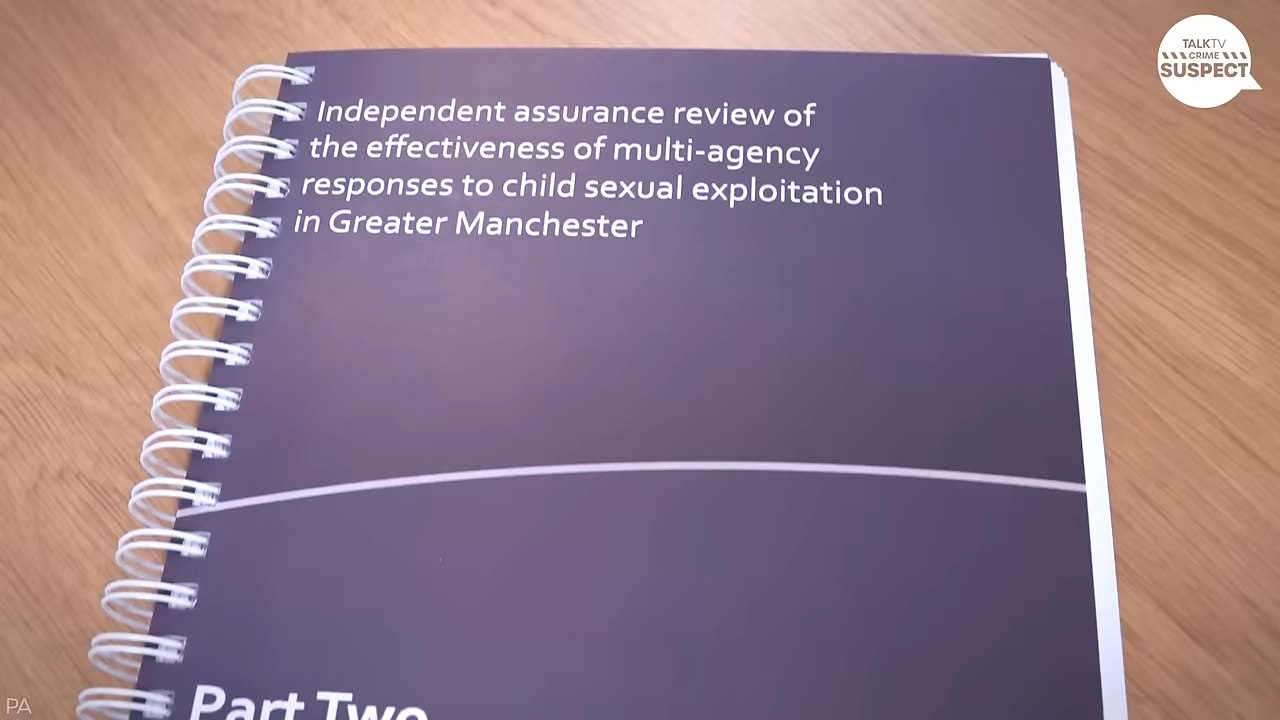 Independent assurance review of
the effectiveness of multi-agency
responses to child sexual exploitation
in Greater Manchester
Part Two
TALKTV
CRIME
SUSPECT
PA